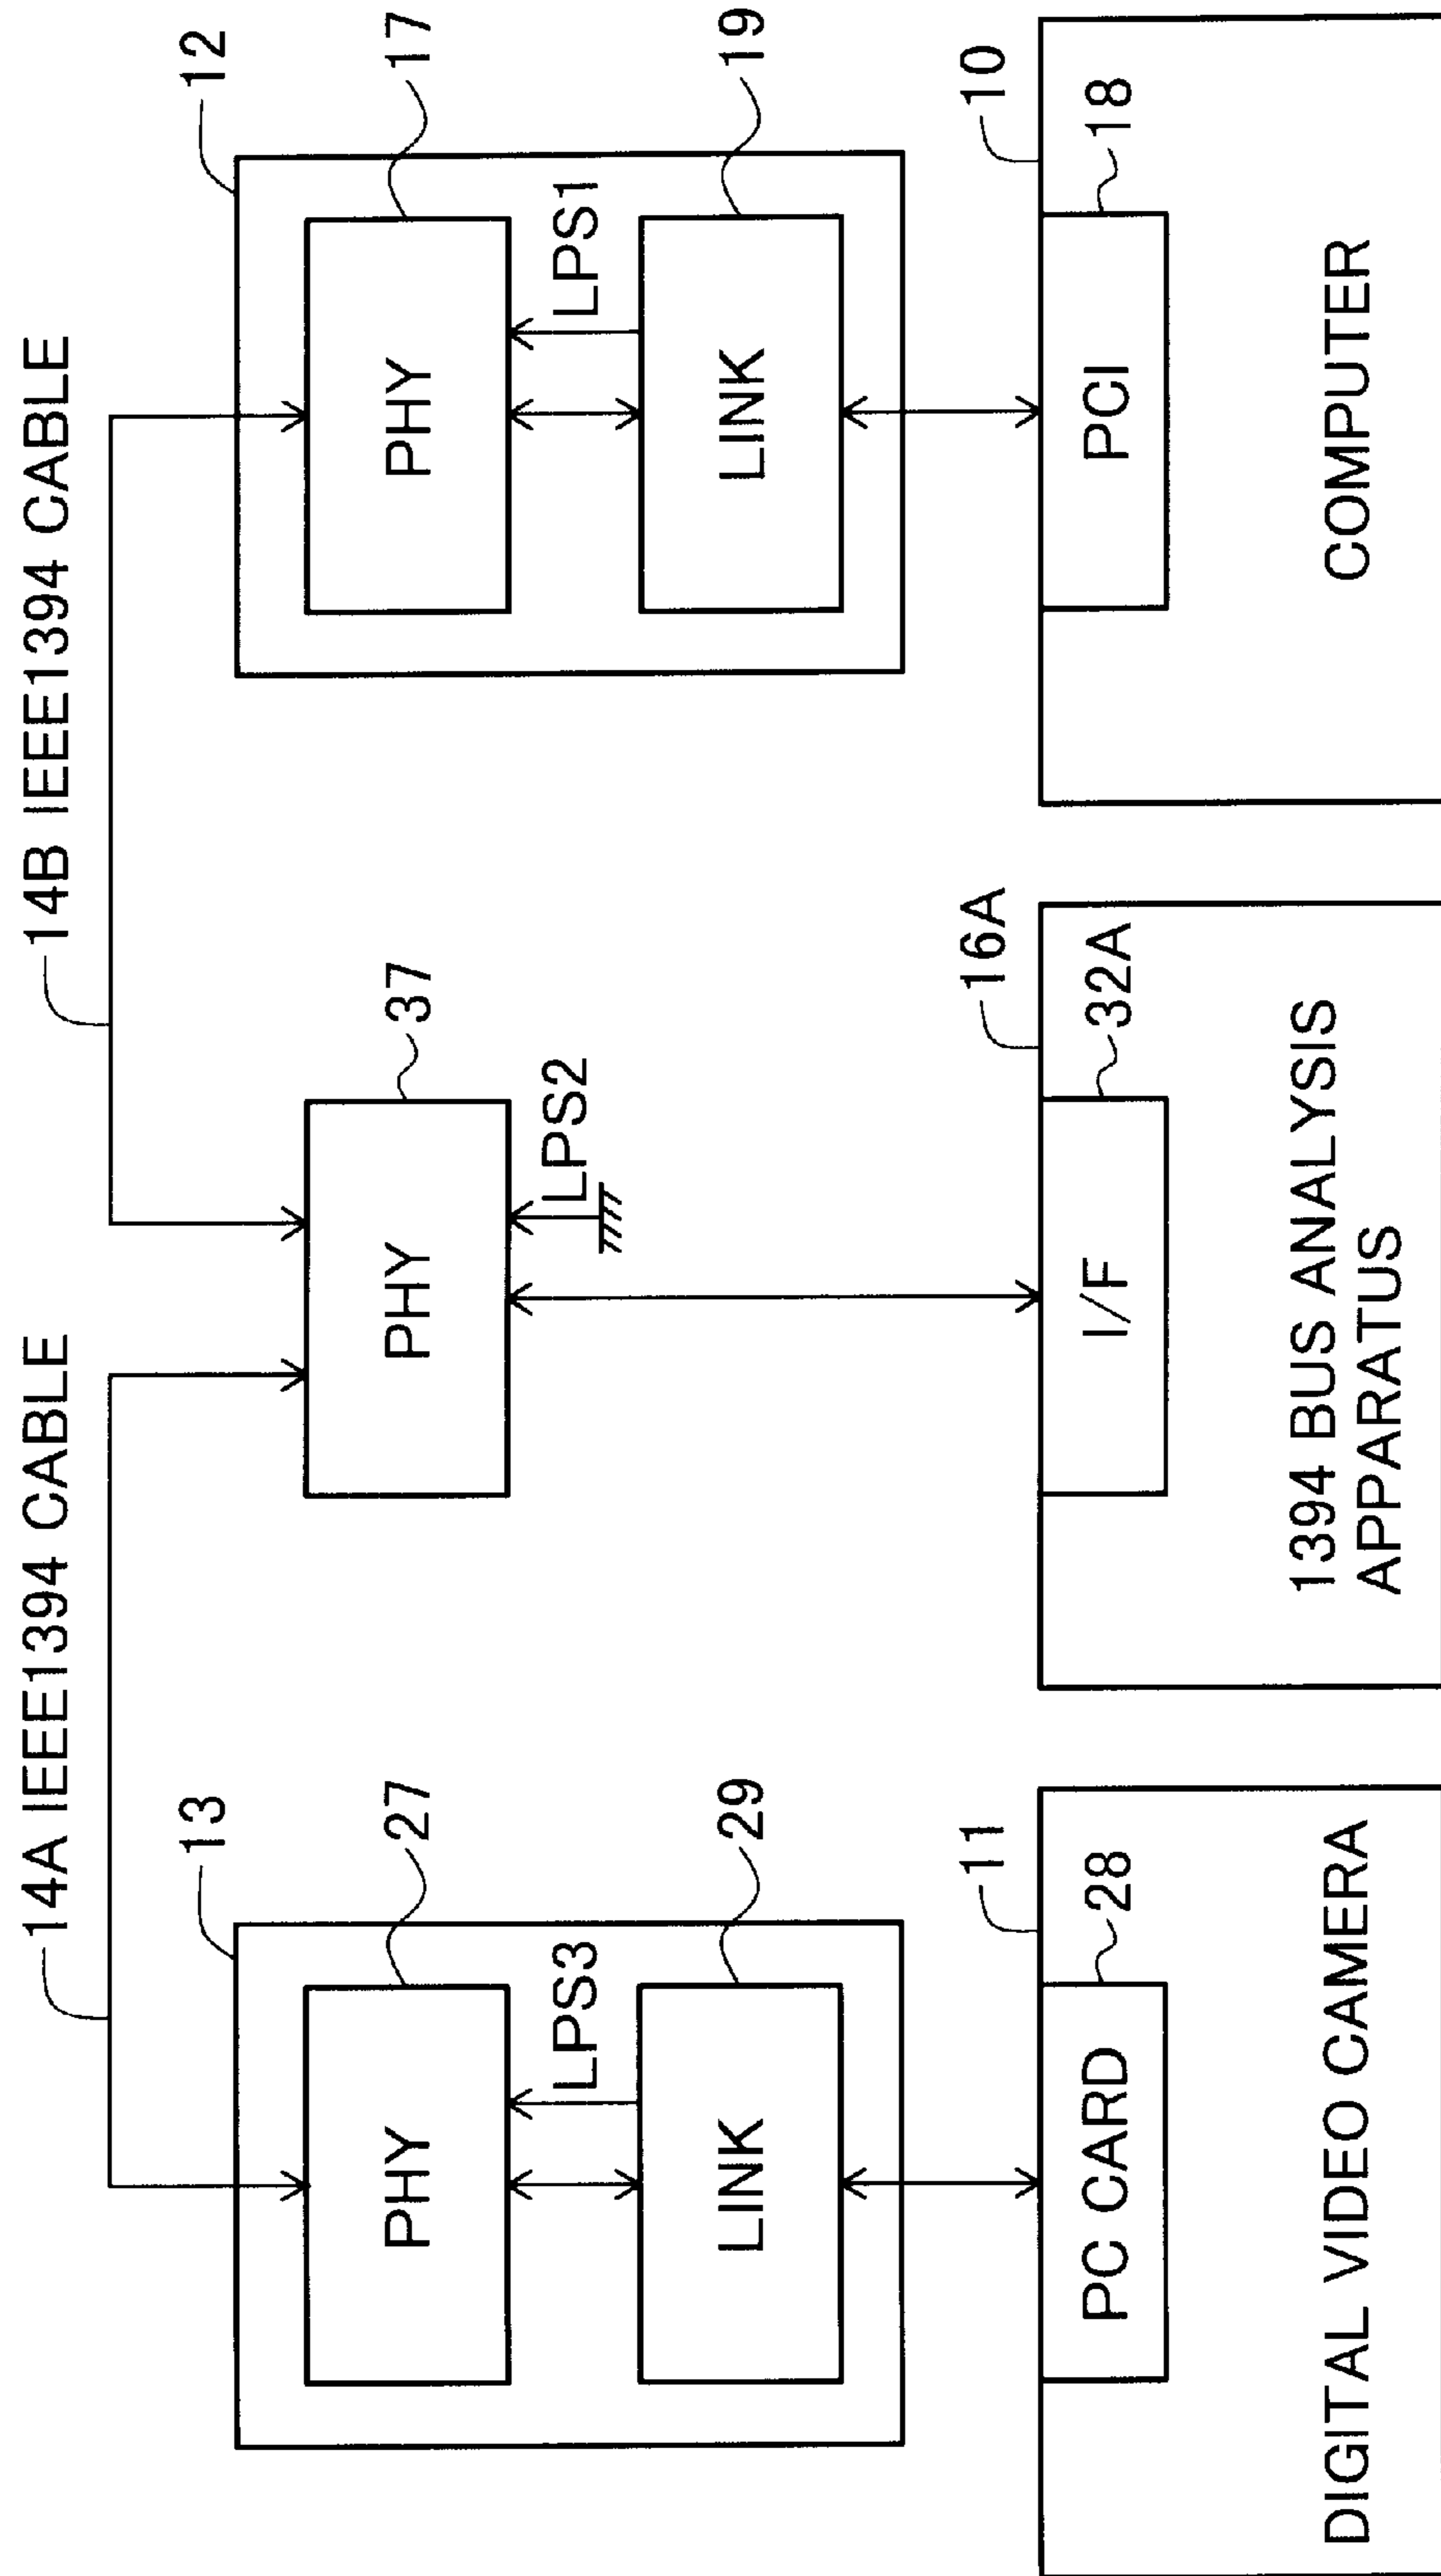 14A IEEE1394 CABLE
14B IEEE1394 CABLE
13
12
27
37
17
PHY
PHY
PHY
LPS3
LPS2
LPS1
29
19
LINK
LINK
11
16A
10
28
32A
18
PC CARD
I/F
PCI
DIGITAL VIDEO CAMERA
1394 BUS ANALYSIS
APPARATUS
COMPUTER